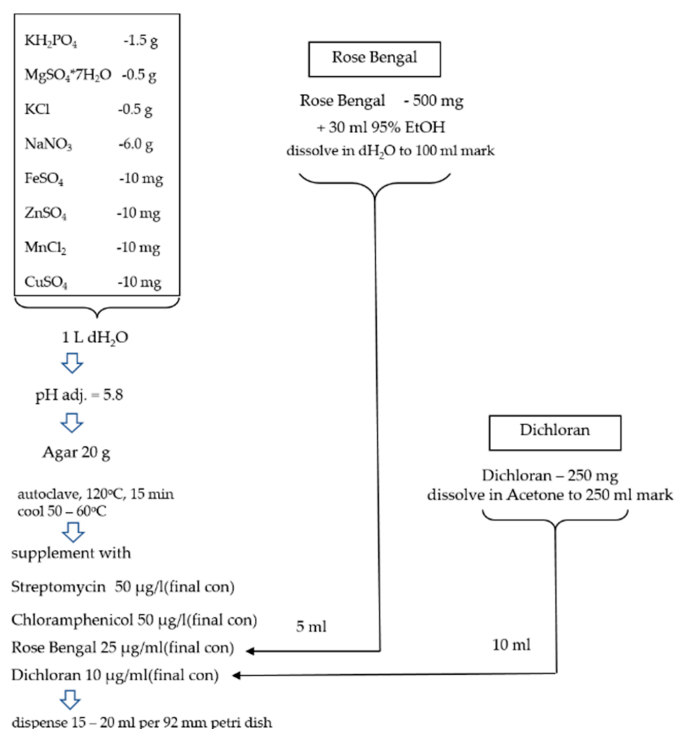 KH₂PO₄ -1.5 g
MgSO₄*7H₂O -0.5 g
KCl -0.5 g
NaNO₃ -6.0 g
FeSO₄ -10 mg
ZnSO₄ -10 mg
MnCl₂ -10 mg
CuSO₄ -10 mg
1 L dH₂O
pH adj. = 5.8
Agar 20 g
autoclave, 120ºC, 15 min
cool 50 – 60ºC
supplement with
Streptomycin 50 µg/l(final con)
Chloramphenicol 50 µg/l(final con)
Rose Bengal 25 µg/ml(final con)
Dichloran 10 µg/ml(final con)
dispense 15 – 20 ml per 92 mm petri dish
Rose Bengal
Rose Bengal - 500 mg
+ 30 ml 95% EtOH
dissolve in dH₂O to 100 ml mark
5 ml
Dichloran
Dichloran – 250 mg
dissolve in Acetone to 250 ml mark
10 ml